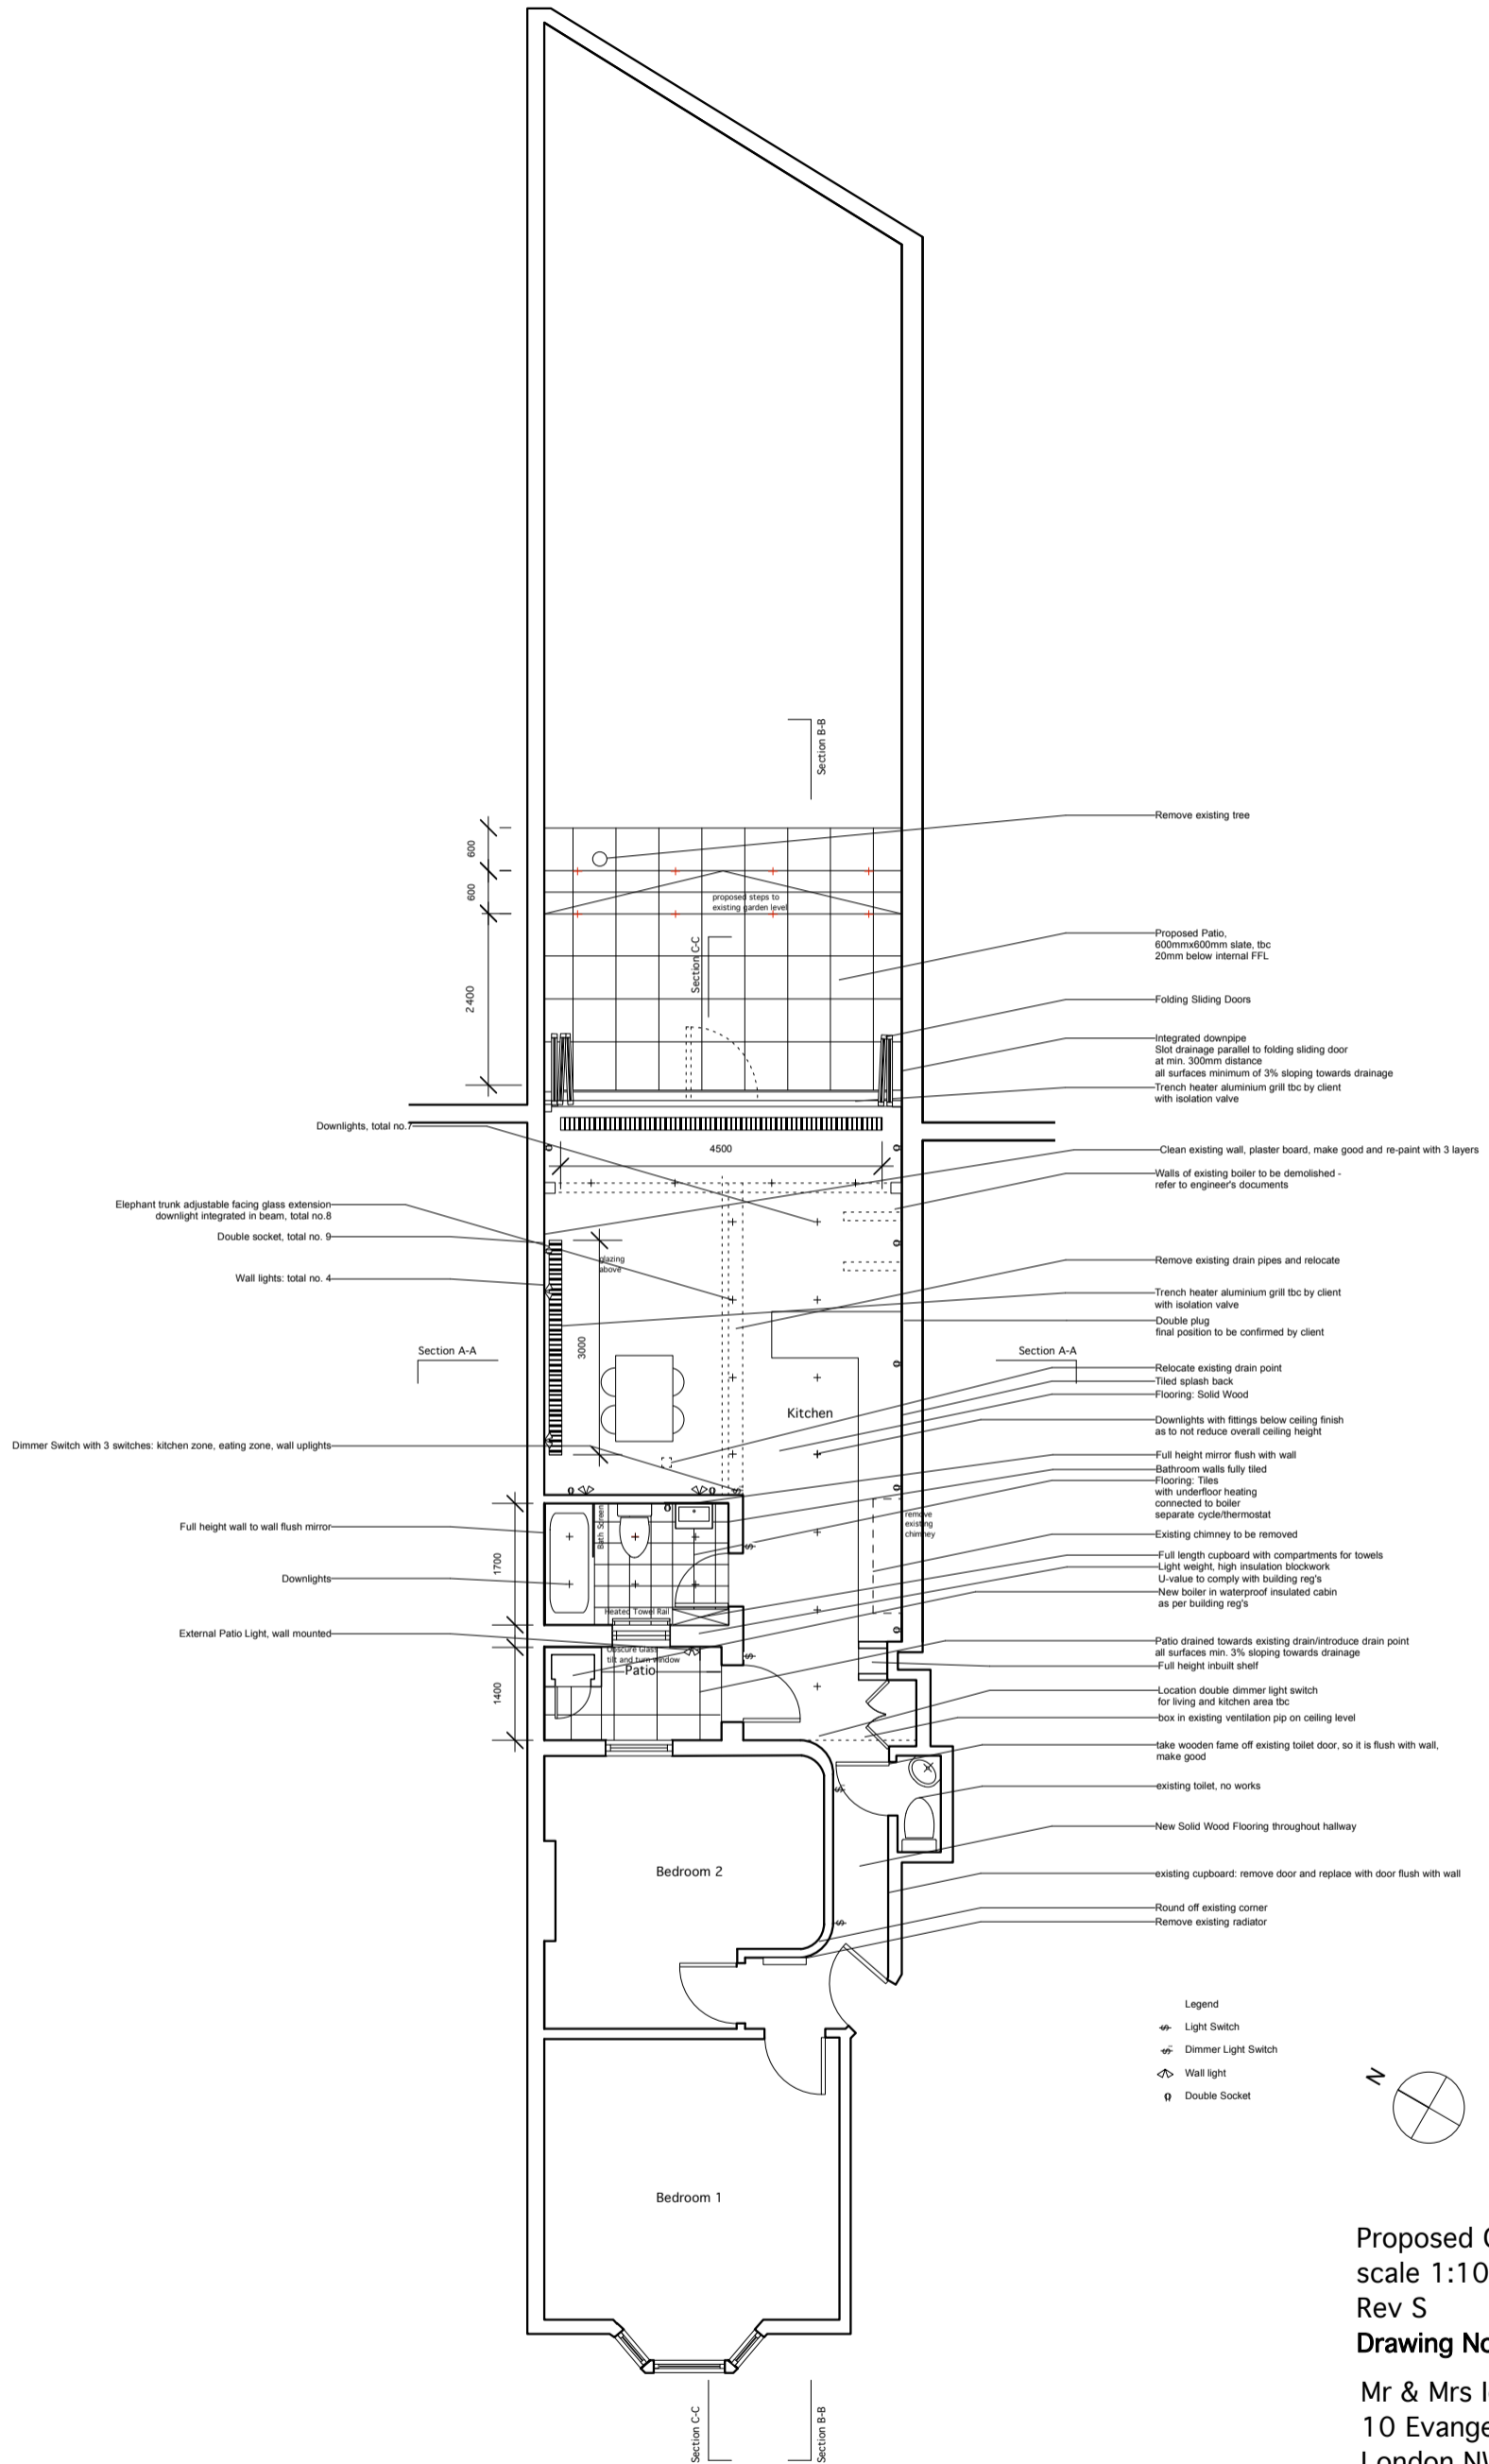 Section B-B
Remove existing tree
600
600
proposed steps to
existing garden level
Proposed Patio,
600mmx600mm slate, tbc
20mm below internal FFL
Section C-C
2400
Folding Sliding Doors
Integrated downpipe
Slot drainage parallel to folding sliding door
at min. 300mm distance
all surfaces minimum of 3% sloping towards drainage
Trench heater aluminium grill tbc by client
with isolation valve
Downlights, total no.7
4500
Clean existing wall, plaster board, make good and re-paint with 3 layers
Walls of existing boiler to be demolished -
refer to engineer's documents
Elephant trunk adjustable facing glass extension
downlight integrated in beam, total no.8
Double socket, total no. 9
glazing
above
Remove existing drain pipes and relocate
Wall lights: total no. 4
Trench heater aluminium grill tbc by client
with isolation valve
Double plug
final position to be confirmed by client
3000
Section A-A
Section A-A
Relocate existing drain point
Tiled splash back
Flooring: Solid Wood
Kitchen
Downlights with fittings below ceiling finish
as to not reduce overall ceiling height
Dimmer Switch with 3 switches: kitchen zone, eating zone, wall uplights
Full height mirror flush with wall
Bathroom walls fully tiled
Flooring: Tiles
with underfloor heating
connected to boiler
separate cycle/thermostat
remove
existing
chimney
Bath Screen
Full height wall to wall flush mirror
Existing chimney to be removed
1700
Full length cupboard with compartments for towels
Light weight, high insulation blockwork
U-value to comply with building reg's
Downlights
New boiler in waterproof insulated cabin
as per building reg's
Heated Towel Rail
External Patio Light, wall mounted
Patio drained towards existing drain/introduce drain point
all surfaces min. 3% sloping towards drainage
Obscure Glass
tilt and turn window
Patio
Full height inbuilt shelf
1400
Location double dimmer light switch
for living and kitchen area tbc
box in existing ventilation pip on ceiling level
take wooden fame off existing toilet door, so it is flush with wall,
make good
existing toilet, no works
New Solid Wood Flooring throughout hallway
Bedroom 2
existing cupboard: remove door and replace with door flush with wall
Round off existing corner
Remove existing radiator
Legend
Light Switch
Dimmer Light Switch
Wall light
Double Socket
N
Bedroom 1
Proposed
scale 1:10
Rev S
Drawing No
Mr & Mrs
10
London
Section C-C
Section B-B